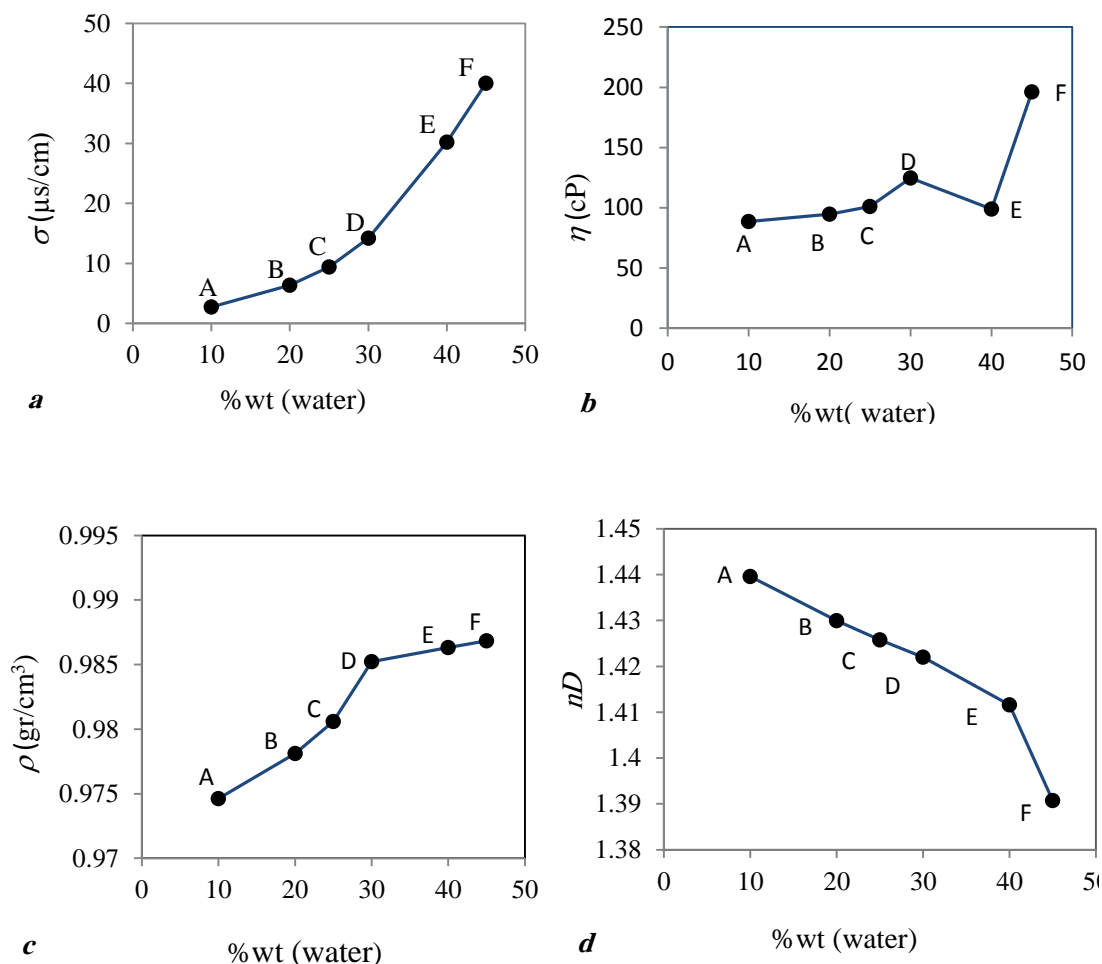 50
40
30
20
10
0
σ (µs/cm)
A
B
C
D
E
F
0 10 20 30 40 50
%wt (water)
a
250
200
150
100
50
0
η (cP)
A
B
C
D
E
F
0 10 20 30 40 50
%wt( water)
b
0.995
0.99
0.985
0.98
0.975
0.97
ρ (gr/cm³)
A
B
C
D
E
F
0 10 20 30 40 50
%wt (water)
c
1.45
1.44
1.43
1.42
1.41
1.4
1.39
1.38
nD
A
B
C
D
E
F
0 10 20 30 40 50
%wt (water)
d